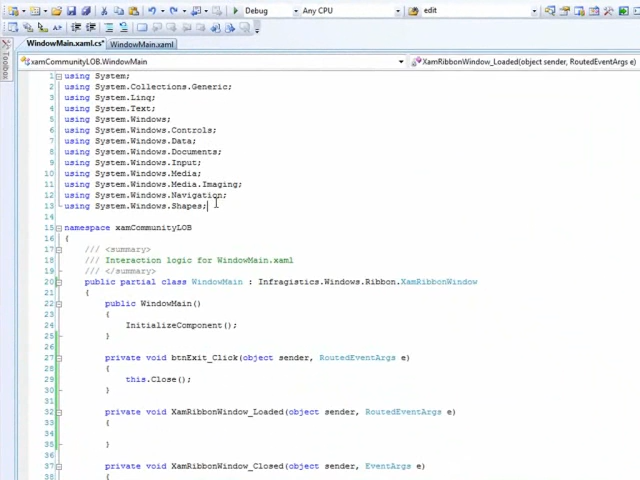 Debug
Any CPU
edit
Toolbox
WindowMain.xaml.cs*
WindowMain.xaml
xamCommunityLOB.WindowMain
XamRibbonWindow_Loaded(object sender, RoutedEventArgs e)
1 using System;
2 using System.Collections.Generic;
3 using System.Linq;
4 using System.Text;
5 using System.Windows;
6 using System.Windows.Controls;
7 using System.Windows.Data;
8 using System.Windows.Documents;
9 using System.Windows.Input;
10 using System.Windows.Media;
11 using System.Windows.Media.Imaging;
12 using System.Windows.Navigation;
13 using System.Windows.Shapes;
14
15 namespace xamCommunityLOB
16 {
17 /// <summary>
18 /// Interaction logic for WindowMain.xaml
19 /// </summary>
20 public partial class WindowMain : Infragistics.Windows.Ribbon.XamRibbonWindow
21 {
22 public WindowMain()
23 {
24 InitializeComponent();
25 }
26
27 private void btnExit_Click(object sender, RoutedEventArgs e)
28 {
29 this.Close();
30 }
31
32 private void XamRibbonWindow_Loaded(object sender, RoutedEventArgs e)
33 {
34
35 }
36
37 private void XamRibbonWindow_Closed(object sender, EventArgs e)
38 {